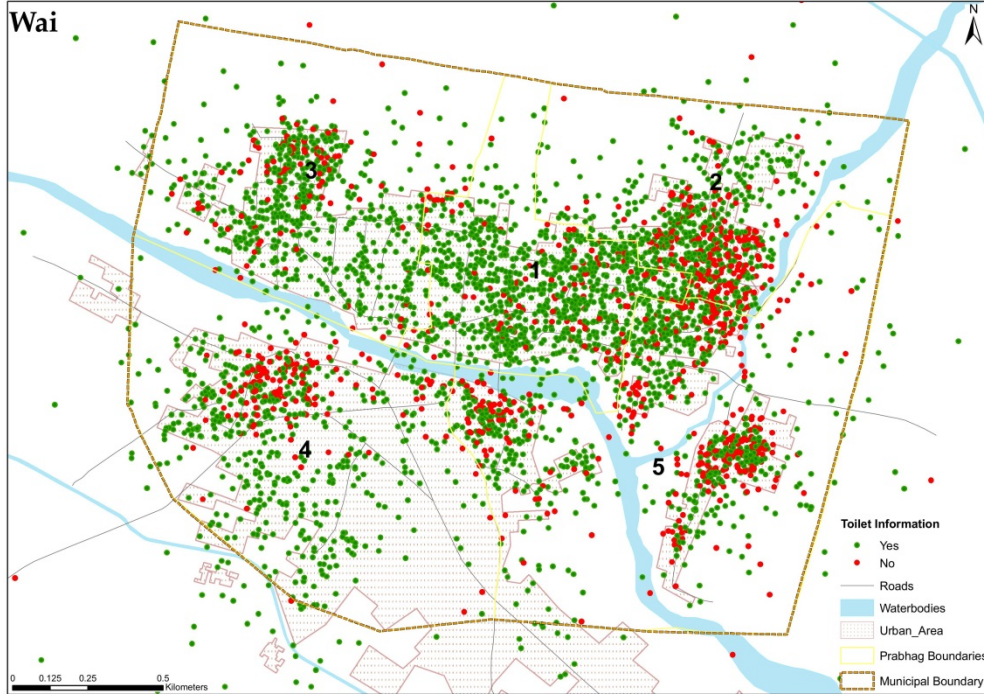 Wai
N
3
2
1
4
5
Toilet Information
Yes
No
Roads
Waterbodies
Urban_Area
Prabhag Boundaries
Municipal Boundary
0 0.125 0.25 0.5
Kilometers